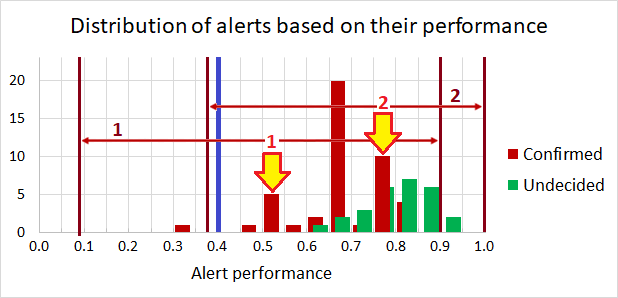 Distribution of alerts based on their performance
20
15
10
5
0
2
2
1
1
0.0 0.1 0.2 0.3 0.4 0.5 0.6 0.7 0.8 0.9 1.0
Alert performance
Confirmed
Undecided